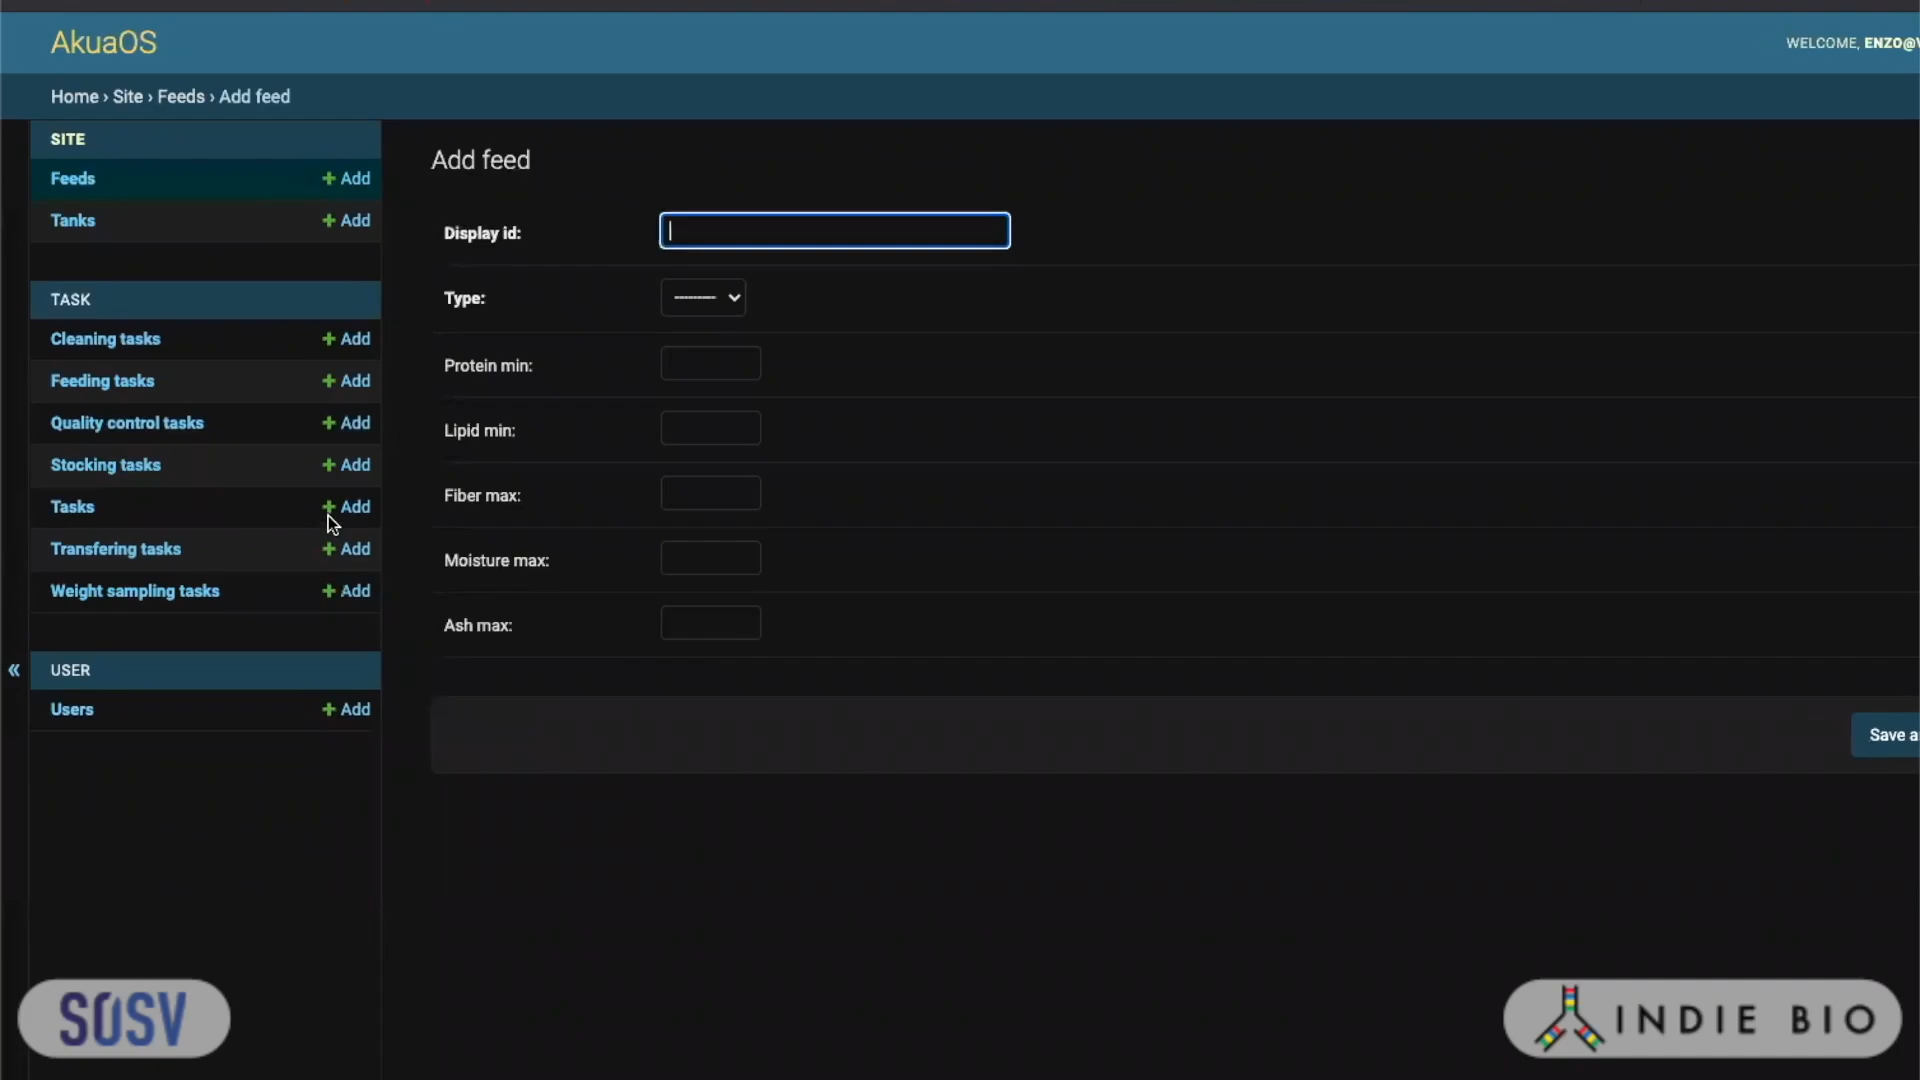 AkuaOS
WELCOME, ENZO@
Home › Site › Feeds › Add feed
SITE
Feeds + Add
Tanks + Add
TASK
Cleaning tasks + Add
Feeding tasks + Add
Quality control tasks + Add
Stocking tasks + Add
Tasks + Add
Transfering tasks + Add
Weight sampling tasks + Add
USER
Users + Add
«
Add feed
Display id:
Type: ---------
Protein min:
Lipid min:
Fiber max:
Moisture max:
Ash max:
Save
SOSV
INDIE BIO